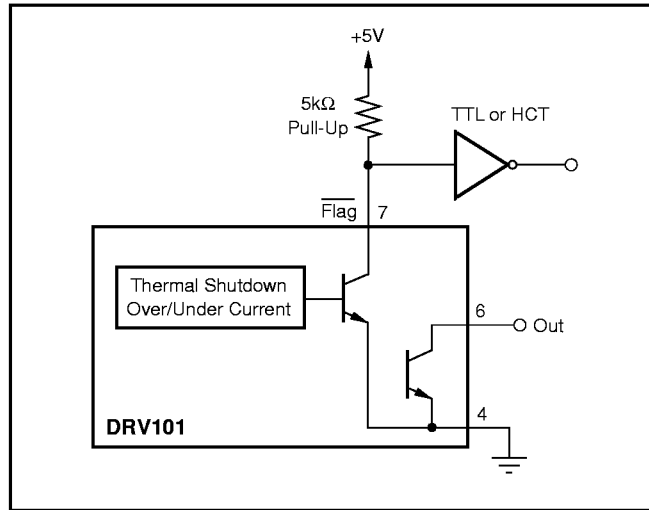 +5V
5kΩ
Pull-Up
TTL or HCT
Flag
7
Thermal Shutdown
Over/Under Current
6
Out
4
DRV101